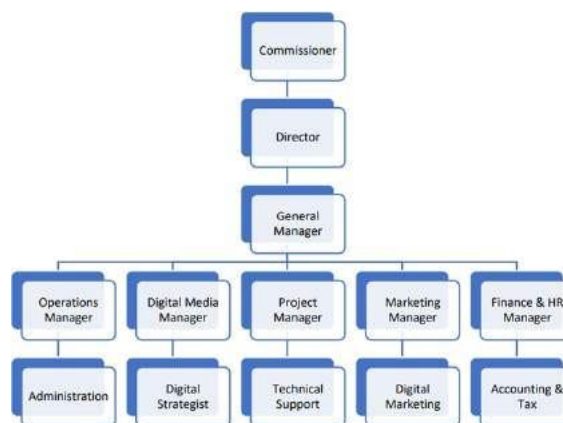 Commissioner
Director
General
Manager
Operations
Manager
Digital Media
Manager
Project
Manager
Marketing
Manager
Finance & HR
Manager
Administration
Digital
Strategist
Technical
Support
Digital
Marketing
Accounting &
Tax